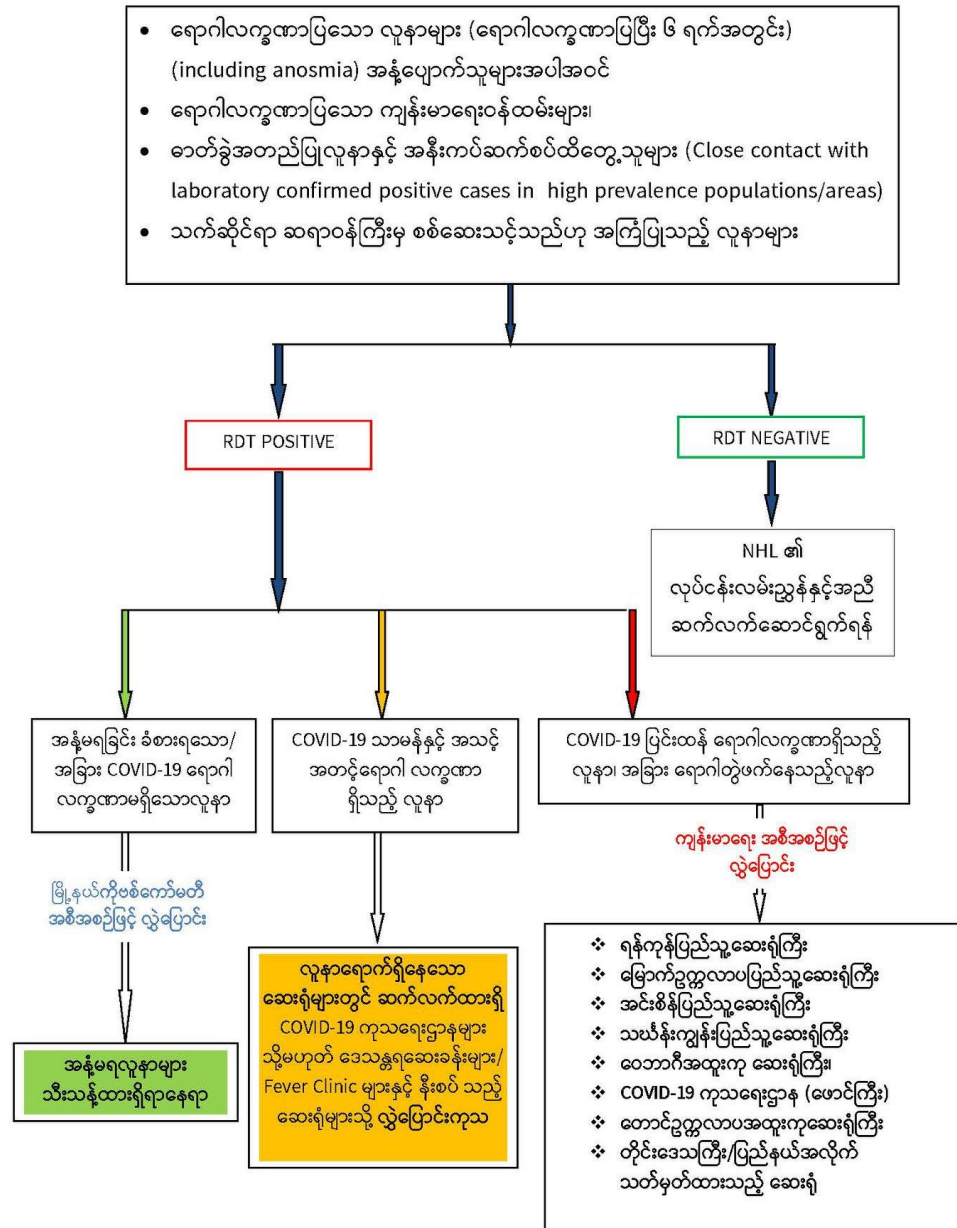 • ရောဂါလက္ခဏာပြသော လူနာများ (ရောဂါလက္ခဏာပြပြီး ၆ ရက်အတွင်း)
(including anosmia) အနံ့ပျောက်သူများအပါအဝင်
• ရောဂါလက္ခဏာပြသော ကျန်းမာရေးဝန်ထမ်းများ၊
• ဓာတ်ခွဲအတည်ပြုလူနာနှင့် အနီးကပ်ဆက်စပ်ထိတွေ့သူများ (Close contact with
laboratory confirmed positive cases in high prevalence populations/areas)
• သက်ဆိုင်ရာ ဆရာဝန်ကြီးမှ စစ်ဆေးသင့်သည်ဟု အကြံပြုသည့် လူနာများ
RDT POSITIVE
RDT NEGATIVE
NHL ၏
လုပ်ငန်းလမ်းညွှန်နှင့်အညီ
ဆက်လက်ဆောင်ရွက်ရန်
အနံ့မရခြင်း ခံစားရသော/
အခြား COVID-19 ရောဂါ
လက္ခဏာမရှိသောလူနာ
COVID-19 သာမန်နှင့် အသင့်
အတင့်ရောဂါ လက္ခဏာ
ရှိသည့် လူနာ
COVID-19 ပြင်းထန် ရောဂါလက္ခဏာရှိသည့်
လူနာ၊ အခြား ရောဂါတွဲဖက်နေသည့်လူနာ
မြို့နယ်ကိုဗစ်ကော်မတီ
အစီအစဉ်ဖြင့် လွှဲပြောင်း
ကျန်းမာရေး အစီအစဉ်ဖြင့်
လွှဲပြောင်း
အနံ့မရလူနာများ
သီးသန့်ထားရှိရာနေရာ
လူနာရောက်ရှိနေသော
ဆေးရုံများတွင် ဆက်လက်ထားရှိ
COVID-19 ကုသရေးဌာနများ
သို့မဟုတ် ဒေသန္တရဆေးခန်းများ/
Fever Clinic များနှင့် နီးစပ် သည့်
ဆေးရုံများသို့ လွှဲပြောင်းကုသ
❖ ရန်ကုန်ပြည်သူ့ဆေးရုံကြီး
❖ မြောက်ဥက္ကလာပပြည်သူ့ဆေးရုံကြီး
❖ အင်းစိန်ပြည်သူ့ဆေးရုံကြီး
❖ သင်္ဃန်းကျွန်းပြည်သူ့ဆေးရုံကြီး
❖ ဝေဘာဂီအထူးကု ဆေးရုံကြီး၊
❖ COVID-19 ကုသရေးဌာန (ဖောင်ကြီး)
❖ တောင်ဥက္ကလာပအထူးကုဆေးရုံကြီး
❖ တိုင်းဒေသကြီး/ပြည်နယ်အလိုက်
သတ်မှတ်ထားသည့် ဆေးရုံ